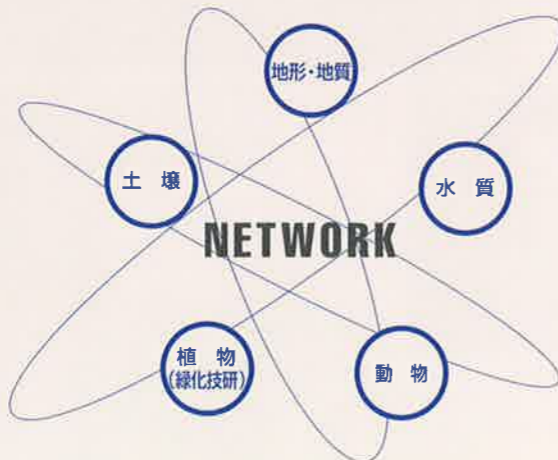 地形・地質
土 壌
水 質
NETWORK
植 物
(緑化技研)
動 物